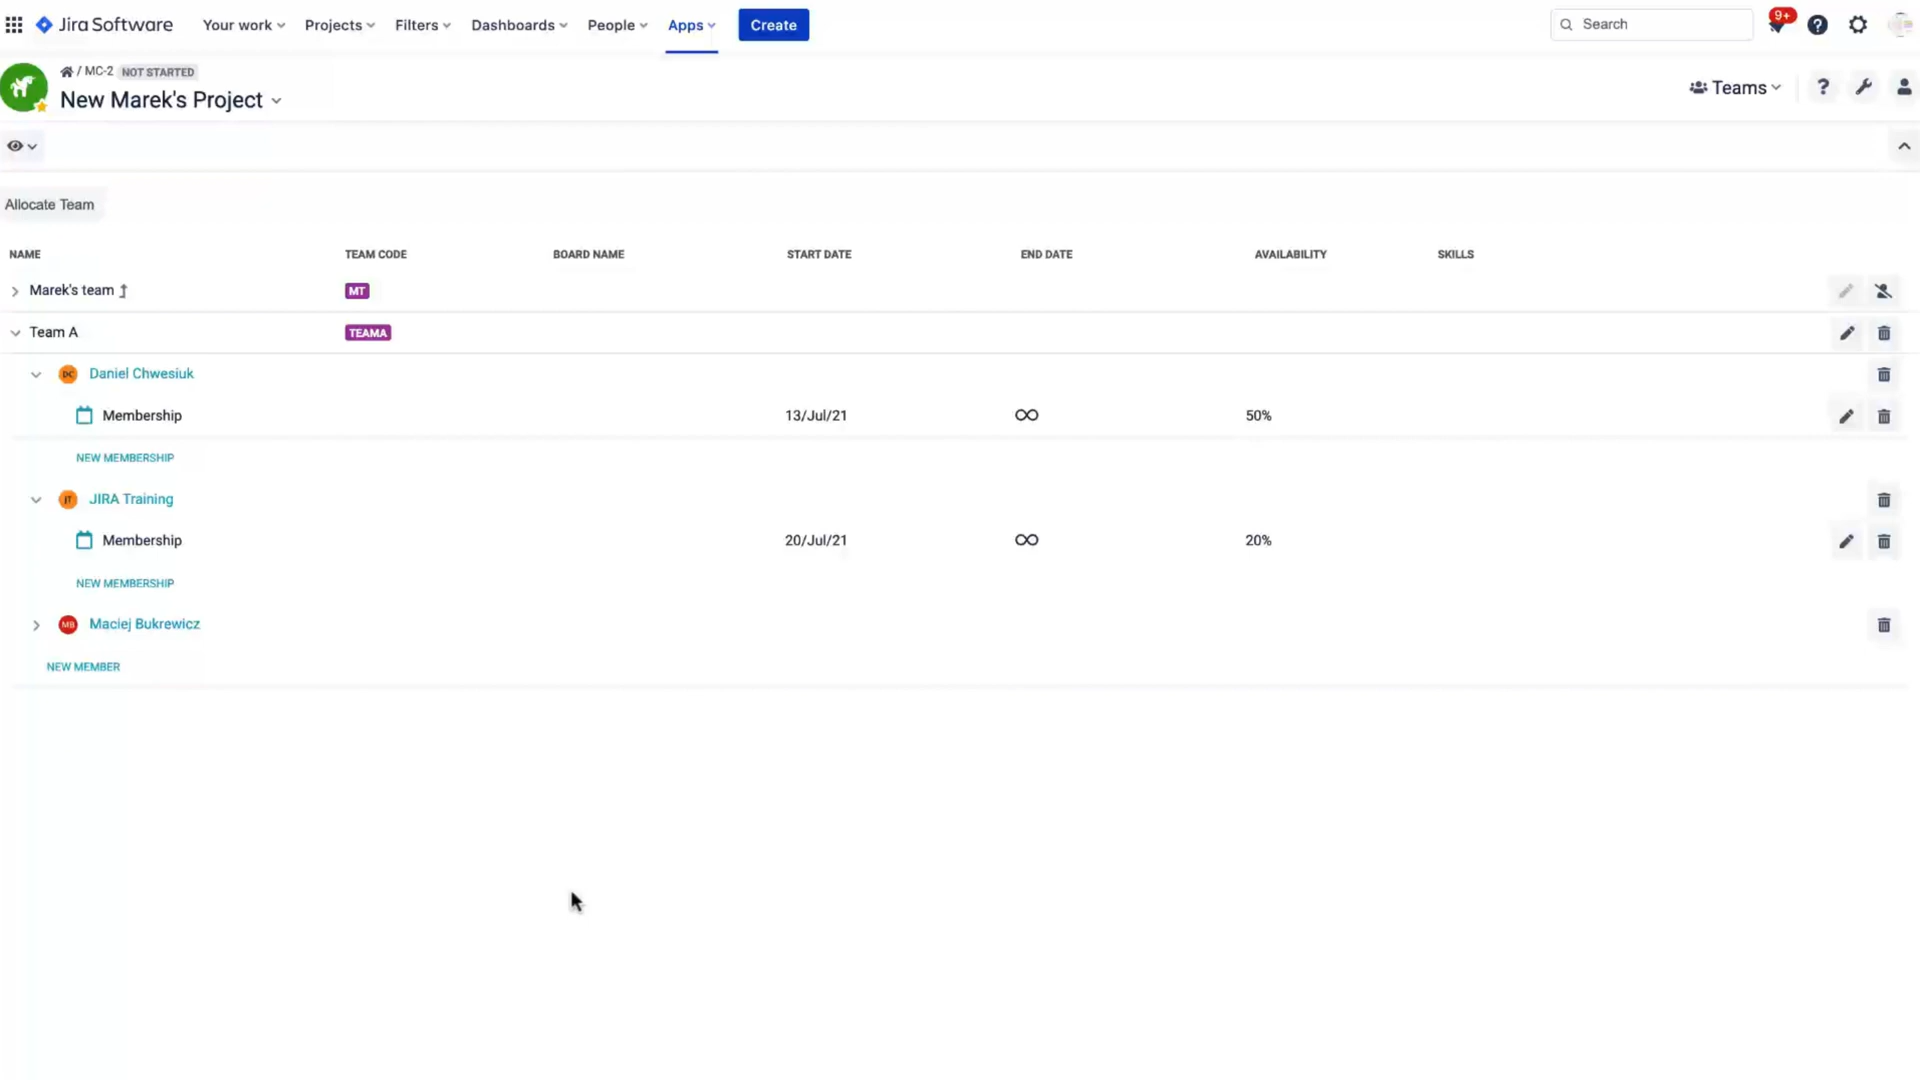 Jira Software Your work Projects Filters Dashboards People Apps Create Search 9+
/ MC-2 NOT STARTED
New Marek's Project Teams ?
Allocate Team
NAME TEAM CODE BOARD NAME START DATE END DATE AVAILABILITY SKILLS
Marek's team MT
Team A TEAMA
DC Daniel Chwesiuk
Membership 13/Jul/21 ∞ 50%
NEW MEMBERSHIP
JT JIRA Training
Membership 20/Jul/21 ∞ 20%
NEW MEMBERSHIP
MB Maciej Bukrewicz
NEW MEMBER